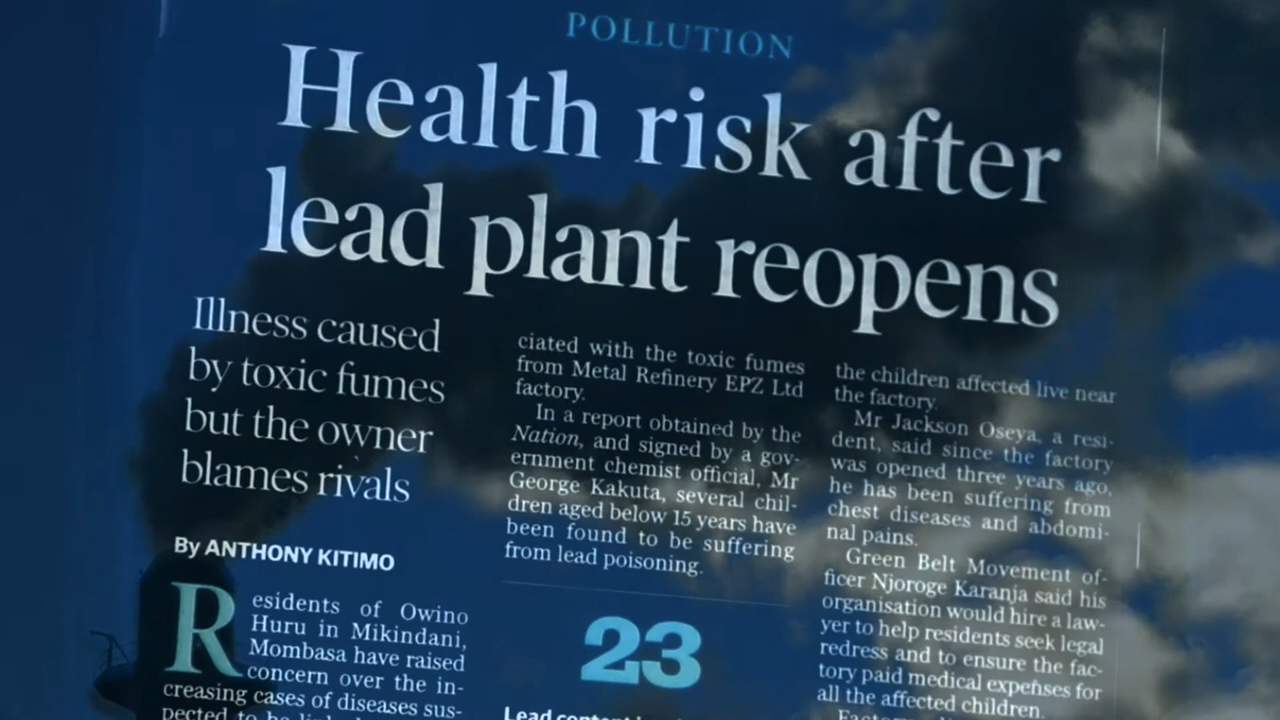 POLLUTION
Health risk after
lead plant reopens
Illness caused
by toxic fumes
but the owner
blames rivals
By ANTHONY KITIMO
Residents of Owino
Huru in Mikindani,
Mombasa have raised
concern over the in-
creasing cases of diseases sus-
pected to be
ciated with the toxic fumes
from Metal Refinery EPZ Ltd
factory.
In a report obtained by the
Nation, and signed by a gov-
ernment chemist official, Mr
George Kakuta, several chil-
dren aged below 15 years have
been found to be suffering
from lead poisoning.
23
Lead content
the children affected live near
the factory.
Mr Jackson Oseya, a resi-
dent, said since the factory
was opened three years ago,
he has been suffering from
chest diseases and abdomi-
nal pains.
Green Belt Movement of-
ficer Njoroge Karanja said his
organisation would hire a law-
yer to help residents seek legal
redress and to ensure the fac-
tory paid medical expenses for
all the affected children.